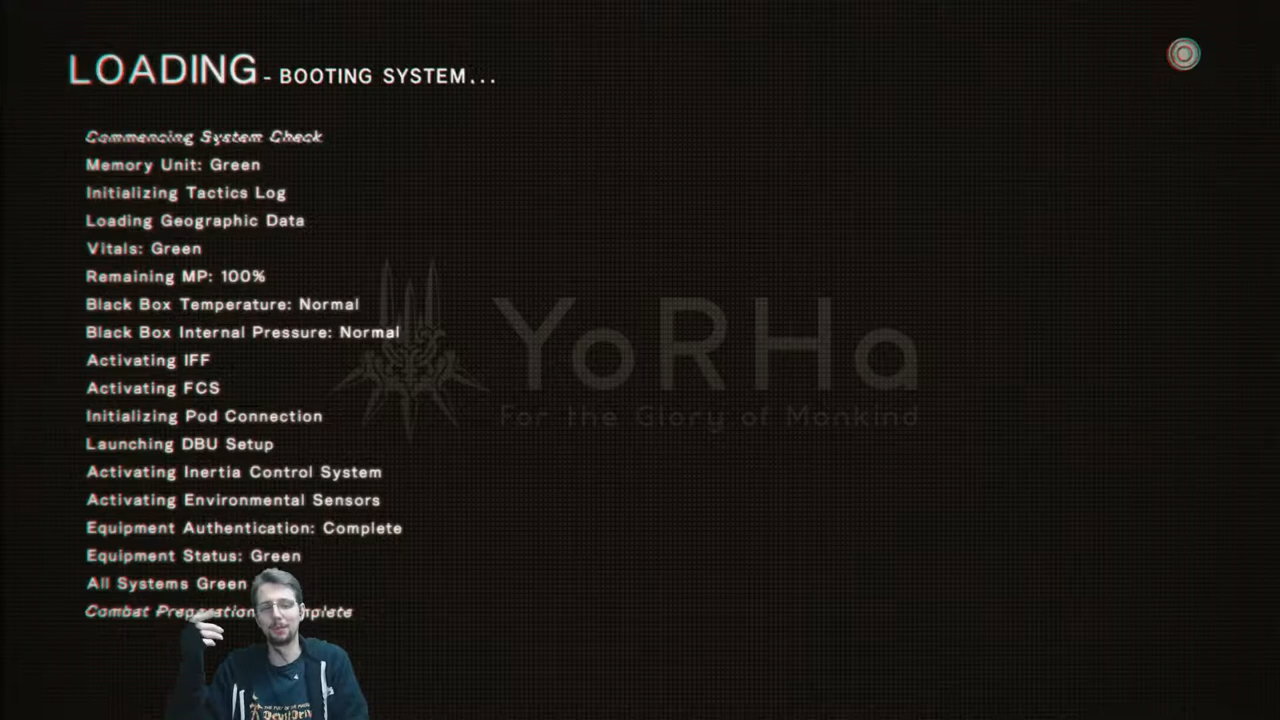 LOADING - BOOTING SYSTEM...
Commencing System Check
Memory Unit: Green
Initializing Tactics Log
Loading Geographic Data
Vitals: Green
Remaining MP: 100%
Black Box Temperature: Normal
Black Box Internal Pressure: Normal
Activating IFF
Activating FCS
Initializing Pod Connection
Launching DBU Setup
Activating Inertia Control System
Activating Environmental Sensors
Equipment Authentication: Complete
Equipment Status: Green
All Systems Green
Combat
YoRHa
For the Glory of Mankind